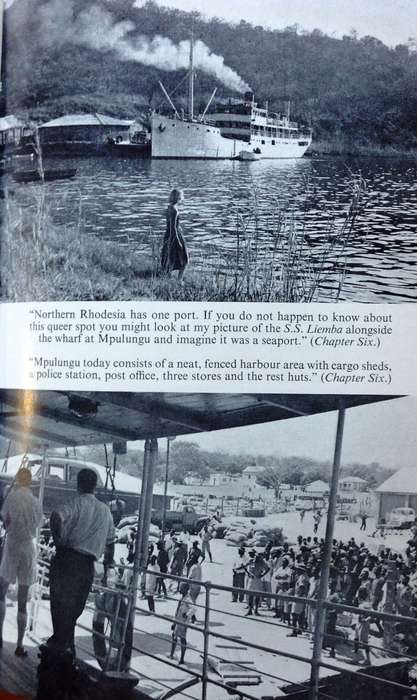 "Northern Rhodesia has one port. If you do not happen to know about
this queer spot you might look at my picture of the S.S. Liemba alongside
the wharf at Mpulungu and imagine it was a seaport." (Chapter Six.)
"Mpulungu today consists of a neat, fenced harbour area with cargo sheds,
a police station, post office, three stores and the rest huts." (Chapter Six.)